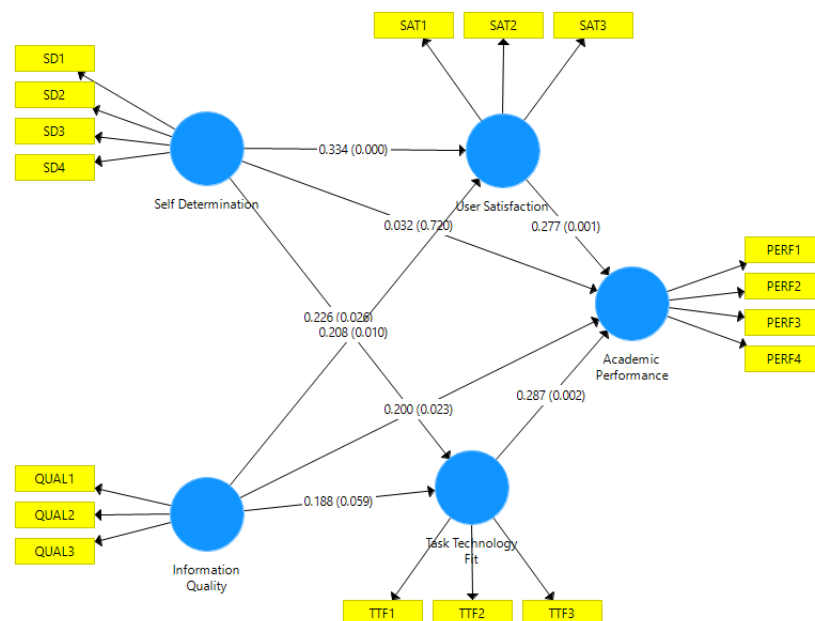 SAT1
SAT2
SAT3
SD1
SD2
SD3
SD4
Self Determination
0.334 (0.000)
User Satisfaction
0.032 (0.720)
0.277 (0.001)
PERF1
PERF2
PERF3
PERF4
Academic
Performance
0.226 (0.026)
0.208 (0.010)
0.287 (0.002)
0.200 (0.023)
QUAL1
QUAL2
QUAL3
0.188 (0.059)
Information
Quality
Task Technology
Fit
TTF1
TTF2
TTF3